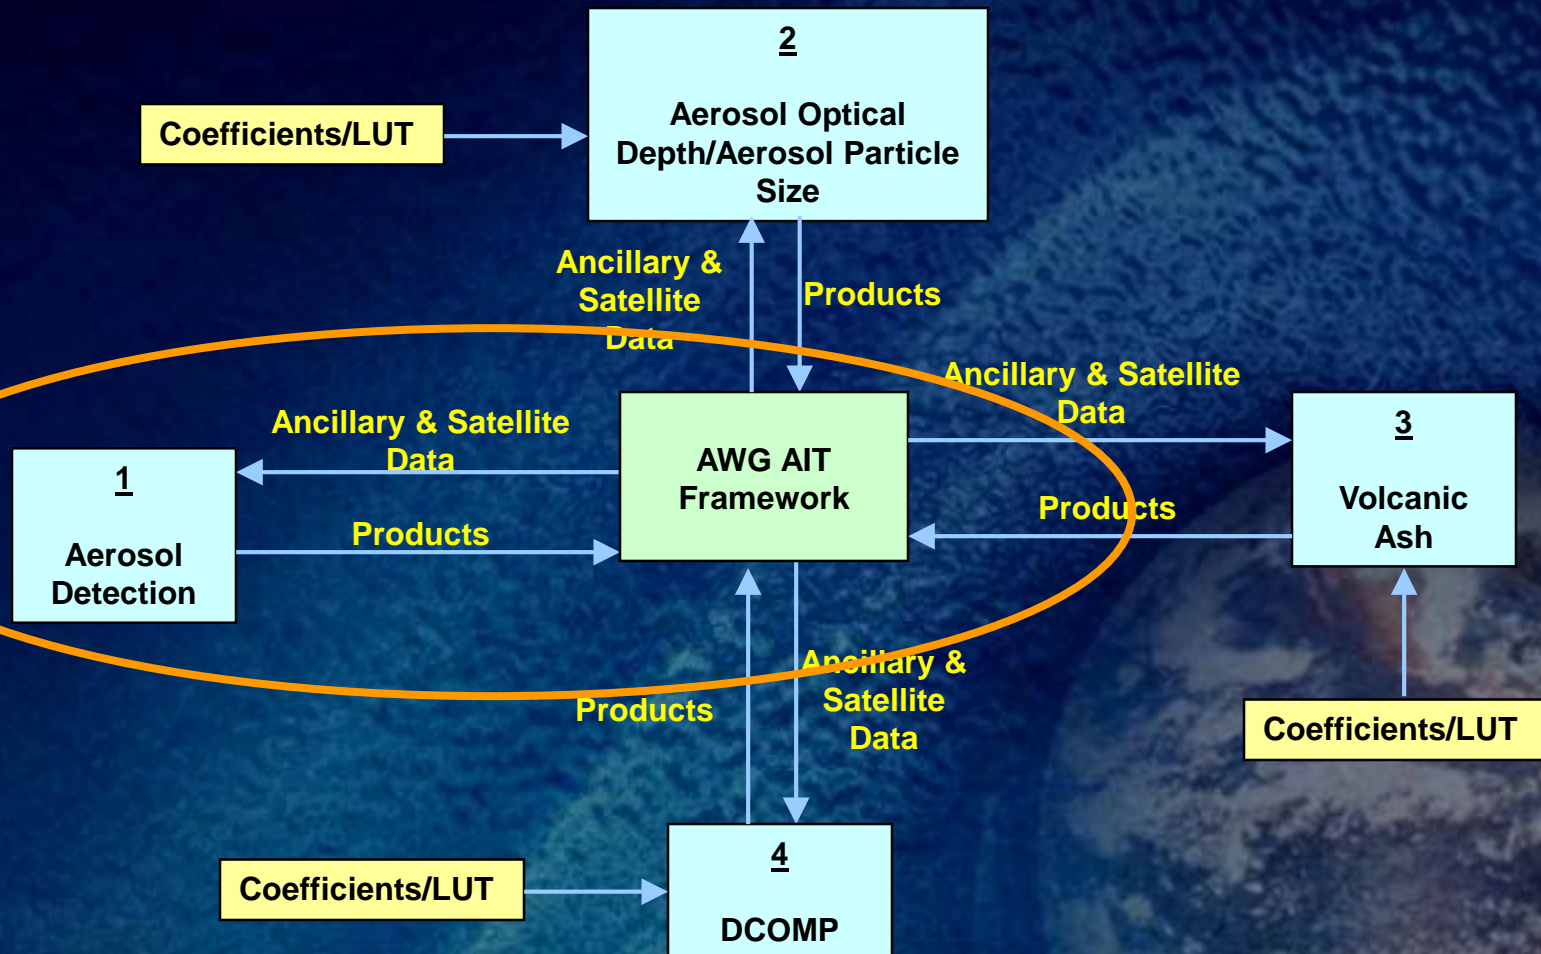 2
Aerosol Optical
Depth/Aerosol Particle
Size
Coefficients/LUT
Ancillary &
Satellite
Data
Products
Ancillary & Satellite
Data
Ancillary & Satellite
Data
1
Aerosol
Detection
Products
AWG AIT
Framework
Products
3
Volcanic
Ash
Products
Ancillary &
Satellite
Data
Coefficients/LUT
Coefficients/LUT
4
DCOMP